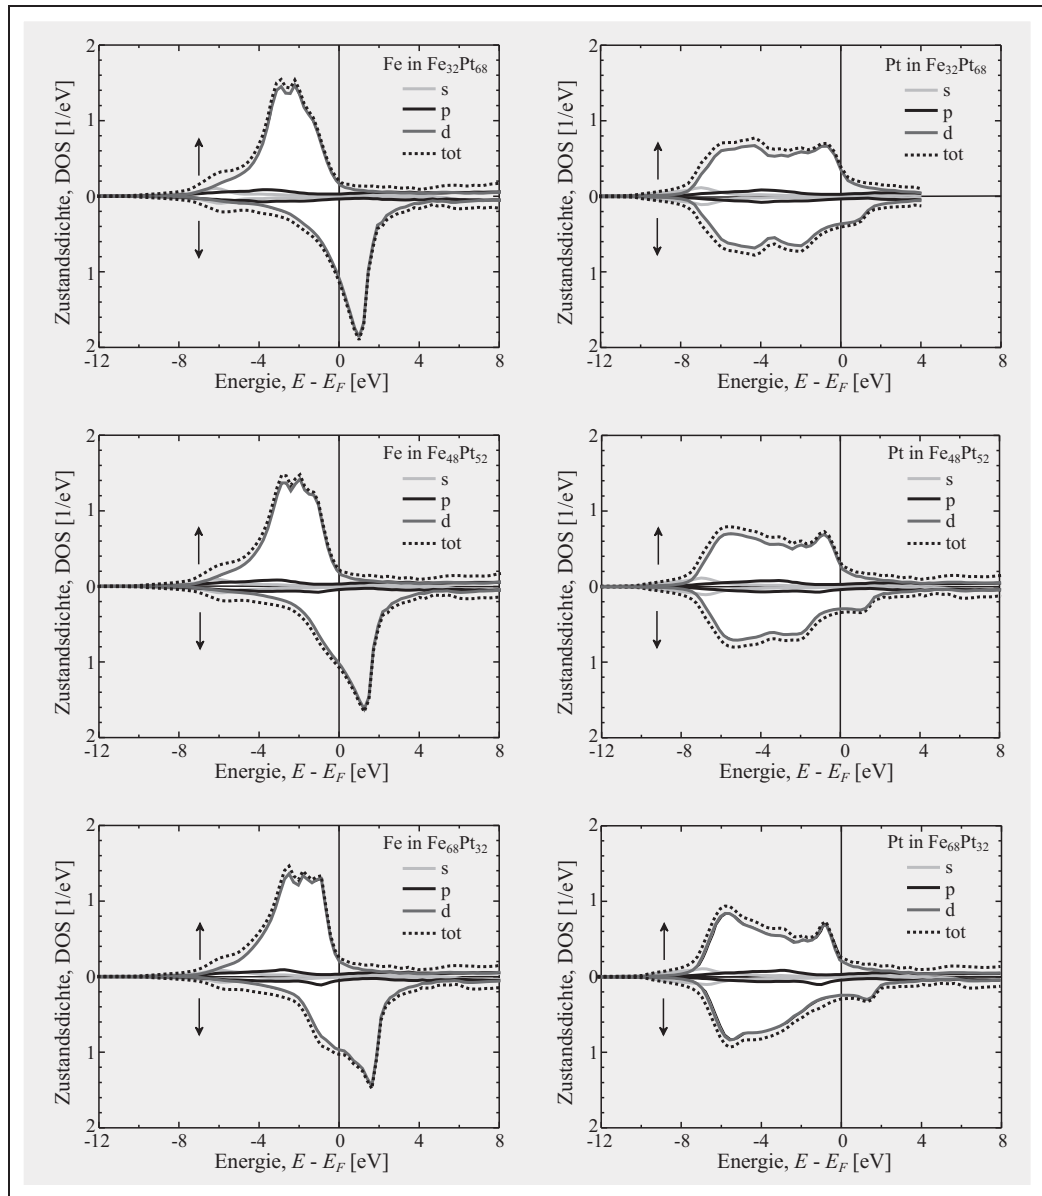 Fe in Fe32Pt68
s
p
d
tot
Zustandsdichte, DOS [1/eV]
2
1
0
1
2
-12 -8 -4 0 4 8
Energie, E - EF [eV]
Pt in Fe32Pt68
s
p
d
tot
Zustandsdichte, DOS [1/eV]
2
1
0
1
2
-12 -8 -4 0 4 8
Energie, E - EF [eV]
Fe in Fe48Pt52
s
p
d
tot
Zustandsdichte, DOS [1/eV]
2
1
0
1
2
-12 -8 -4 0 4 8
Energie, E - EF [eV]
Pt in Fe48Pt52
s
p
d
tot
Zustandsdichte, DOS [1/eV]
2
1
0
1
2
-12 -8 -4 0 4 8
Energie, E - EF [eV]
Fe in Fe68Pt32
s
p
d
tot
Zustandsdichte, DOS [1/eV]
2
1
0
1
2
-12 -8 -4 0 4 8
Energie, E - EF [eV]
Pt in Fe68Pt32
s
p
d
tot
Zustandsdichte, DOS [1/eV]
2
1
0
1
2
-12 -8 -4 0 4 8
Energie, E - EF [eV]